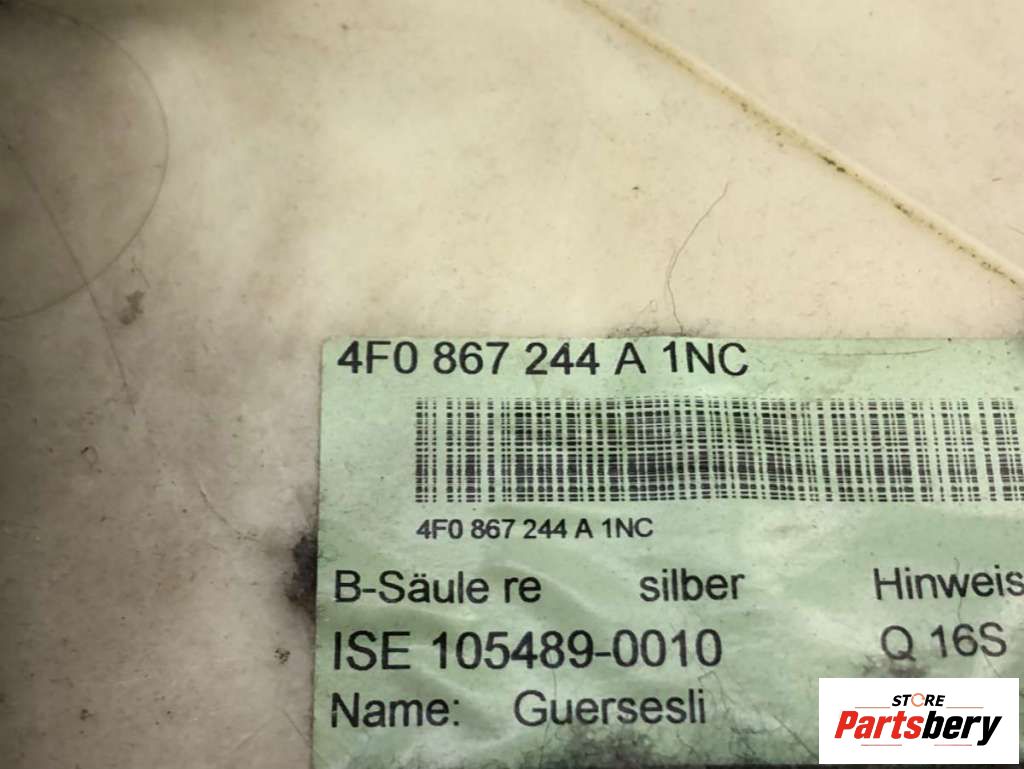 4F0 867 244 A 1NC
4F0 867 244 A 1NC
B-Säule re silber Hinweis
ISE 105489-0010 Q 16S
Name: Guersesli
STORE
Partsbery